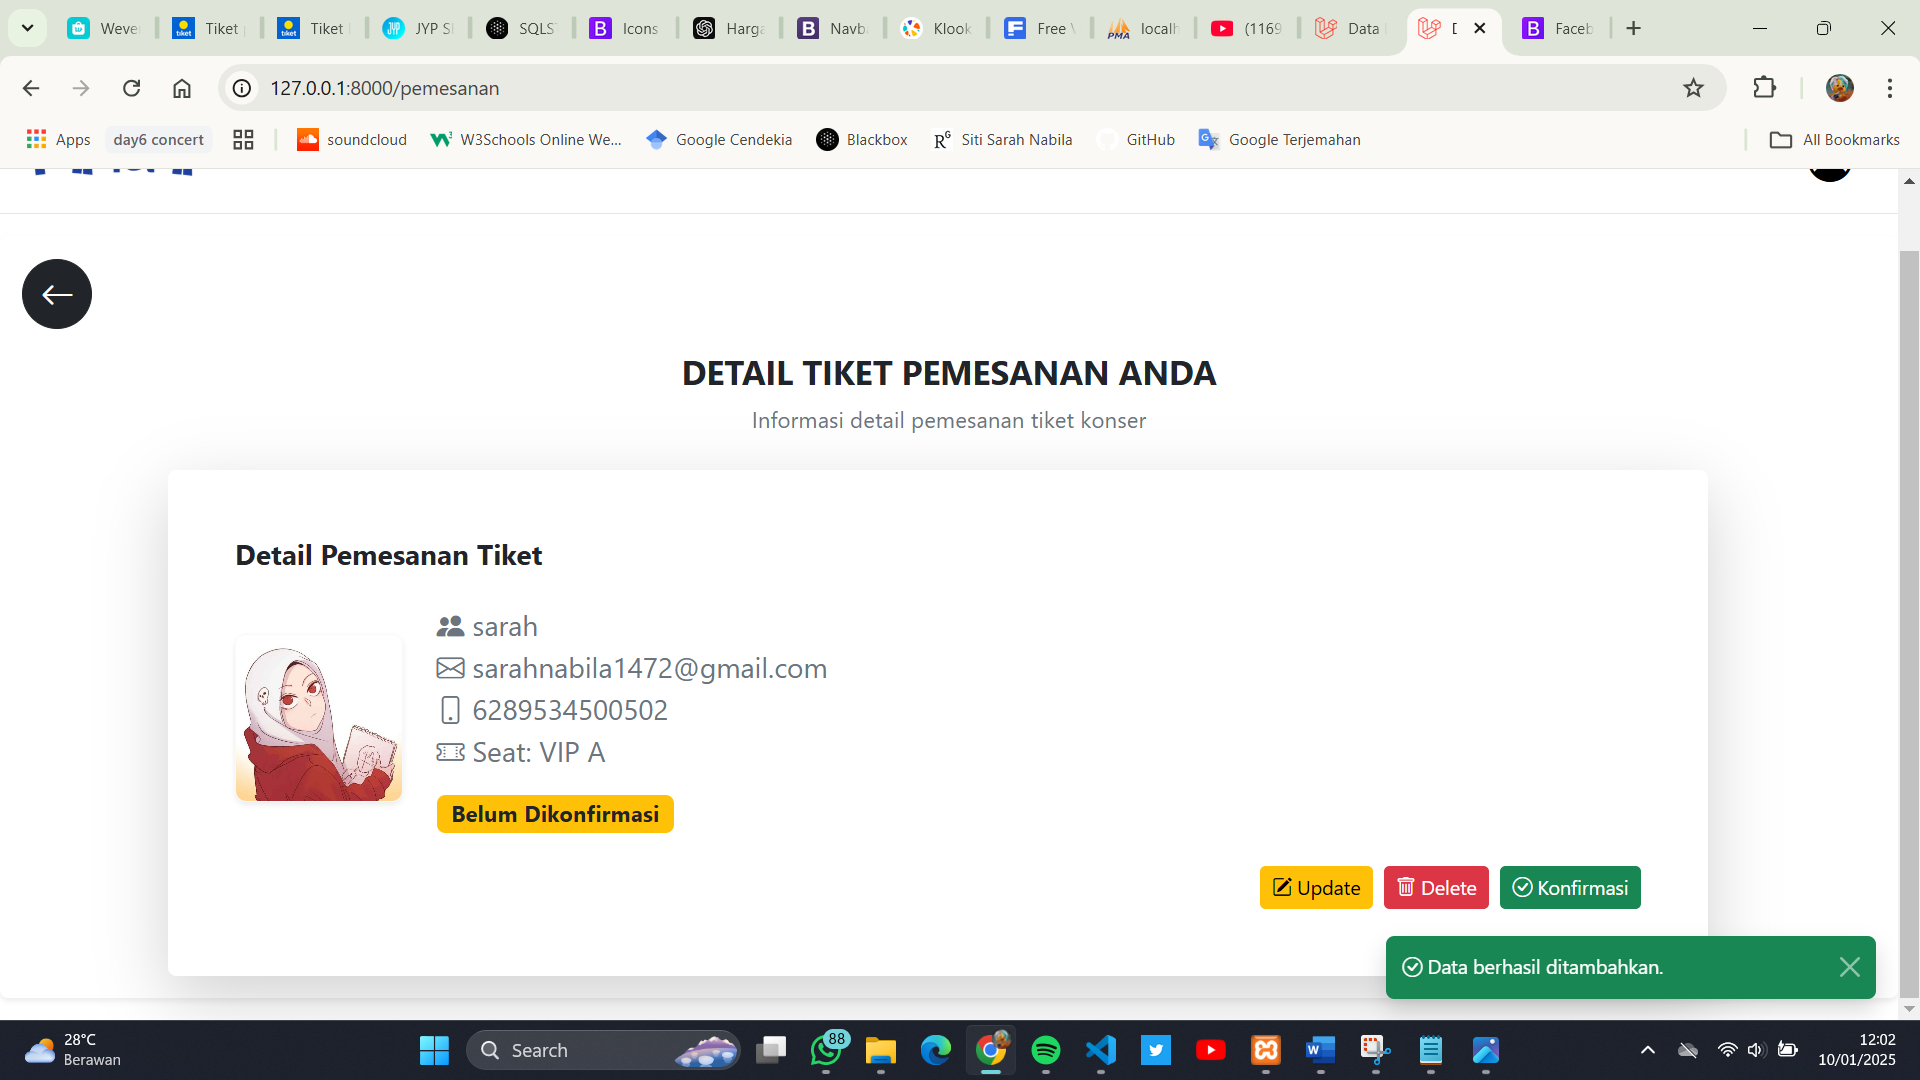 Weve
Tiket
Tiket
JYP S
SQLS
Icons
Harga
Navb
Klook
Free
localh
(1169
Data
Faceb
127.0.0.1:8000/pemesanan
Apps
day6 concert
soundcloud
W3Schools Online We...
Google Cendekia
Blackbox
Siti Sarah Nabila
GitHub
Google Terjemahan
All Bookmarks
DETAIL TIKET PEMESANAN ANDA
Informasi detail pemesanan tiket konser
Detail Pemesanan Tiket
sarah
sarahnabila1472@gmail.com
6289534500502
Seat: VIP A
Belum Dikonfirmasi
Update
Delete
Konfirmasi
Data berhasil ditambahkan.
28°C
Berawan
Search
88
12:02
10/01/2025